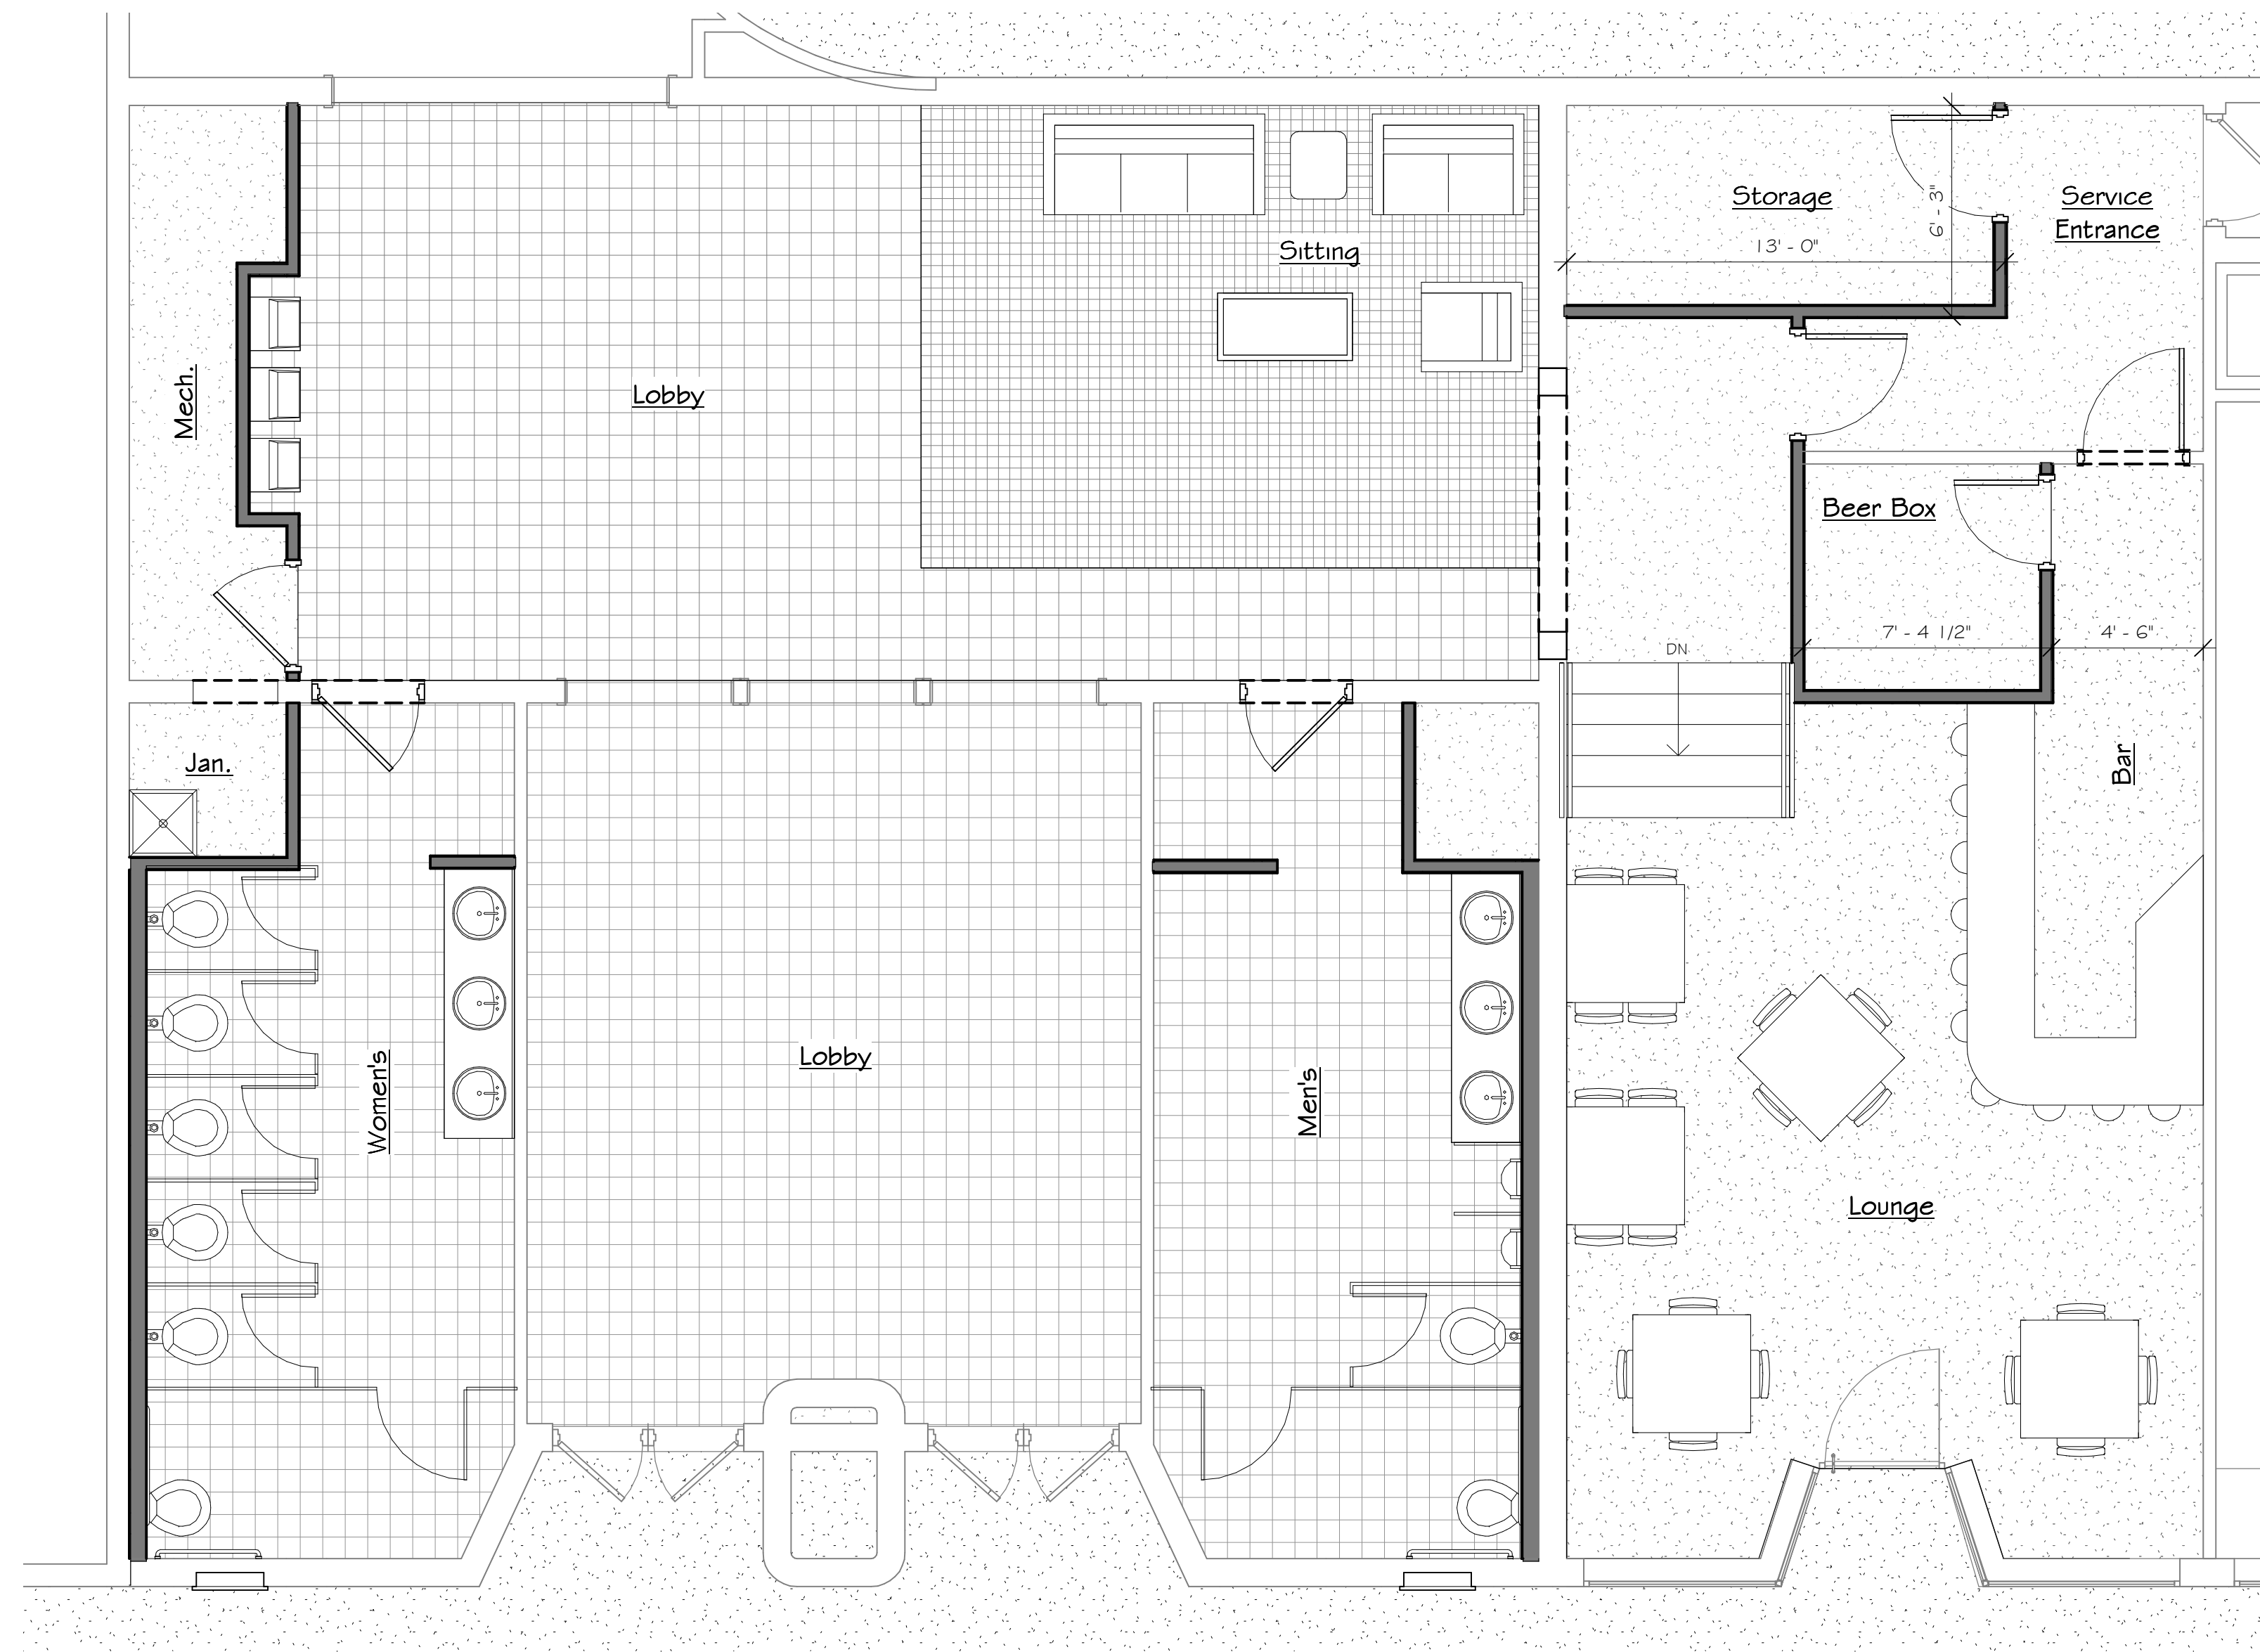 Storage
Service
Entrance
6' - 3"
13' - 0"
Sitting
Mech.
Lobby
Beer Box
7' - 4 1/2"
4' - 6"
DN
Jan.
Bar
Women's
Lobby
Men's
Lounge